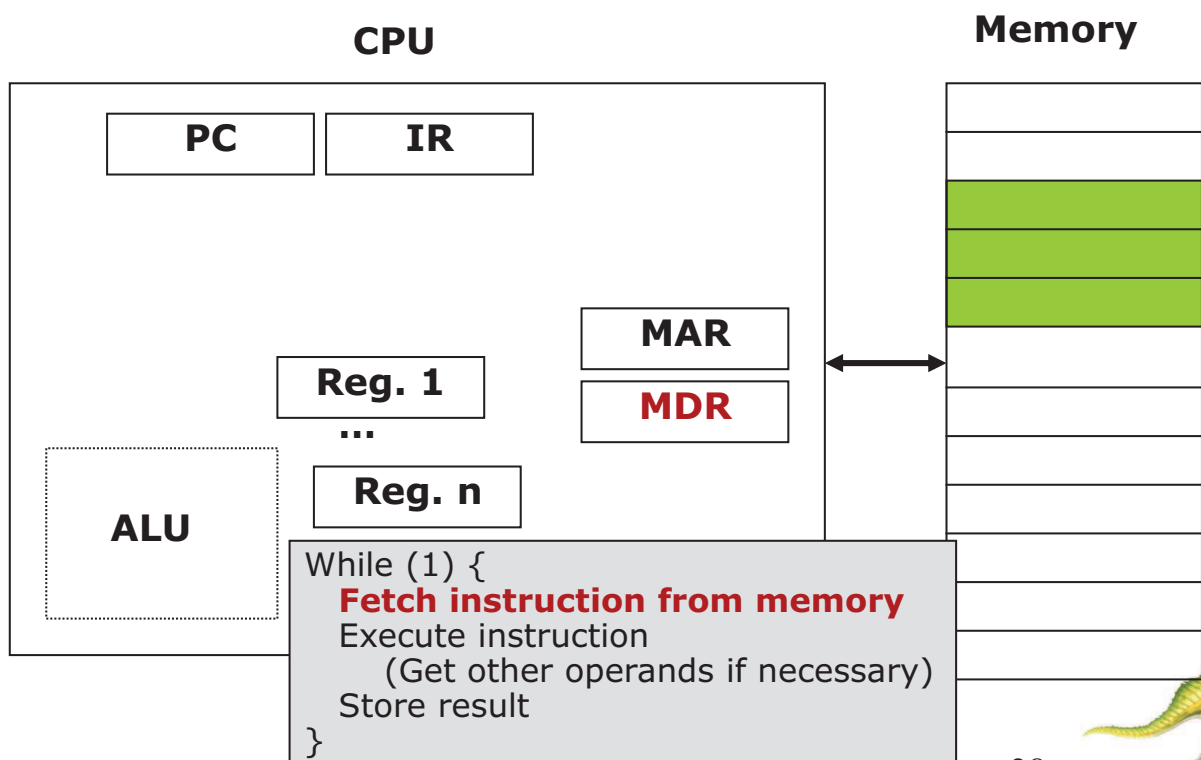 CPU
Memory
PC
IR
MAR
MDR
Reg. 1
...
Reg. n
ALU
While (1) {
Fetch instruction from memory
Execute instruction
(Get other operands if necessary)
Store result
}